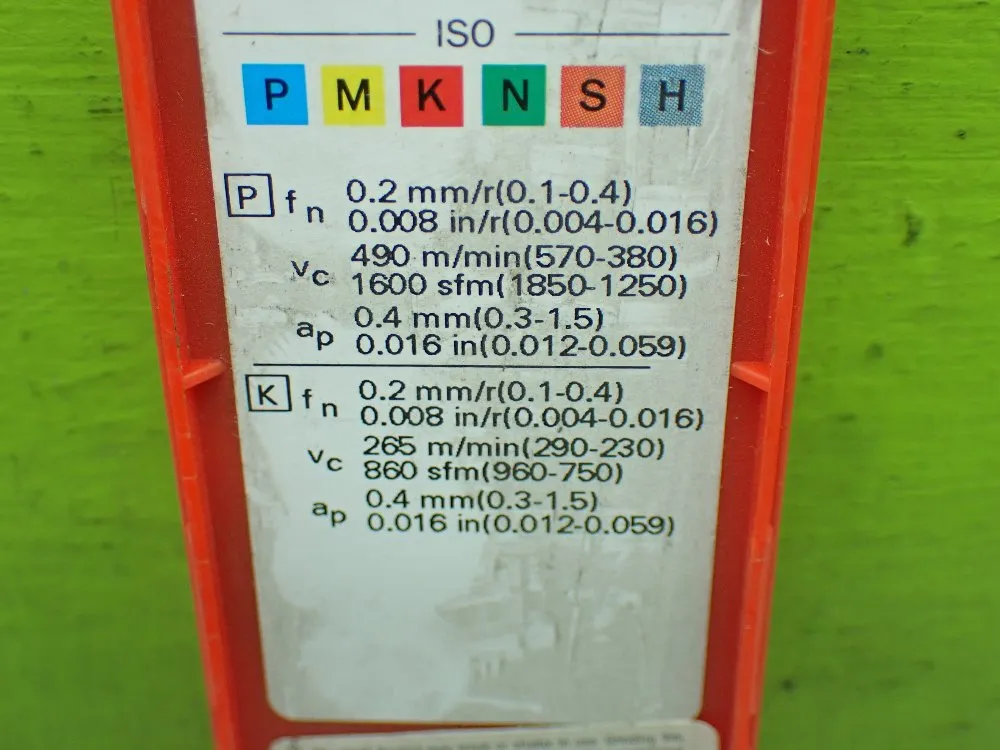 ISO
P M K N S H
P fn 0.2 mm/r(0.1-0.4)
0.008 in/r(0.004-0.016)
vc 490 m/min(570-380)
1600 sfm(1850-1250)
ap 0.4 mm(0.3-1.5)
0.016 in(0.012-0.059)
K fn 0.2 mm/r(0.1-0.4)
0.008 in/r(0.004-0.016)
vc 265 m/min(290-230)
860 sfm(960-750)
ap 0.4 mm(0.3-1.5)
0.016 in(0.012-0.059)